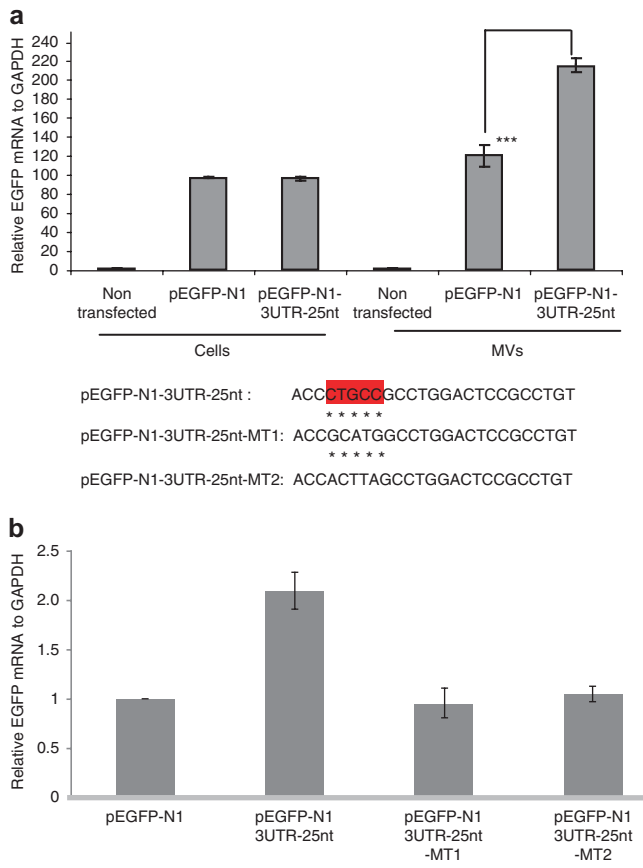 a
Relative EGFP mRNA to GAPDH
240
220
200
180
160
140
120
100
80
60
40
20
0
***
Non transfected
pEGFP-N1
pEGFP-N1-3UTR-25nt
Non transfected
pEGFP-N1
pEGFP-N1-3UTR-25nt
Cells
MVs
pEGFP-N1-3UTR-25nt : ACCCTGCCGCCTGGACTCCGCCTGT
* * * * *
pEGFP-N1-3UTR-25nt-MT1: ACCGCATGGCCTGGACTCCGCCTGT
* * * * *
pEGFP-N1-3UTR-25nt-MT2: ACCACTTAGCCTGGACTCCGCCTGT
b
Relative EGFP mRNA to GAPDH
2.5
2.0
1.5
1
0.5
0
pEGFP-N1
pEGFP-N1 3UTR-25nt
pEGFP-N1 3UTR-25nt -MT1
pEGFP-N1 3UTR-25nt -MT2